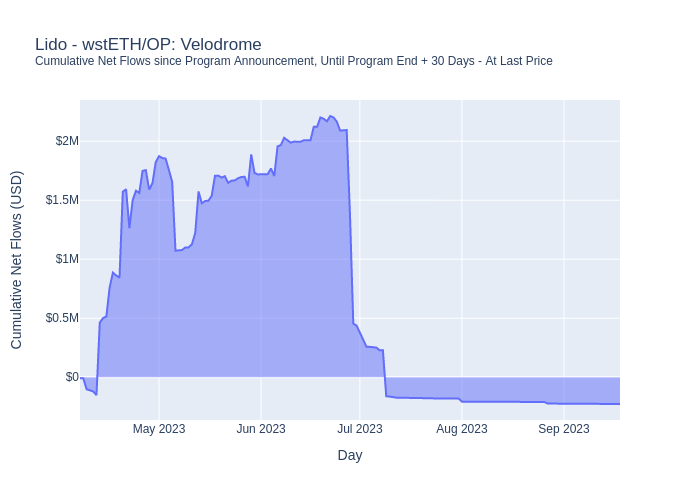 Lido - wstETH/OP: Velodrome
Cumulative Net Flows since Program Announcement, Until Program End + 30 Days - At Last Price
Cumulative Net Flows (USD)
$2M
$1.5M
$1M
$0.5M
$0
May 2023
Jun 2023
Jul 2023
Aug 2023
Sep 2023
Day